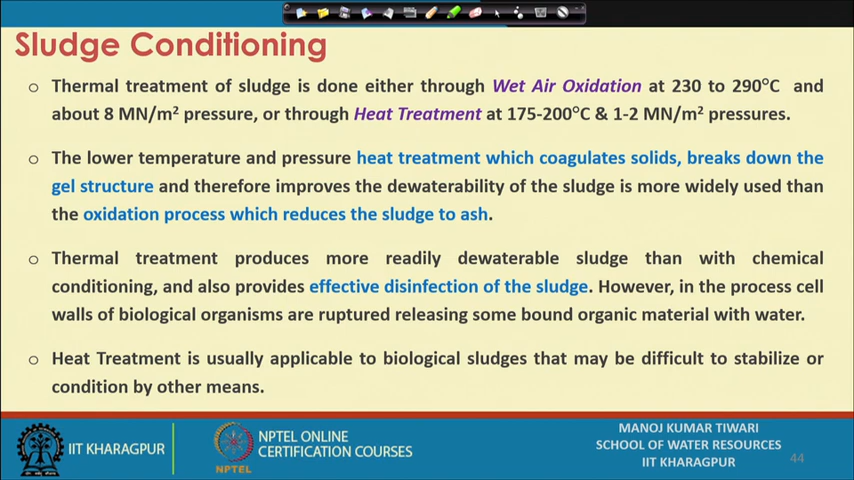 Sludge Conditioning
o Thermal treatment of sludge is done either through Wet Air Oxidation at 230 to 290°C and
about 8 MN/m² pressure, or through Heat Treatment at 175-200°C & 1-2 MN/m² pressures.
o The lower temperature and pressure heat treatment which coagulates solids, breaks down the
gel structure and therefore improves the dewaterability of the sludge is more widely used than
the oxidation process which reduces the sludge to ash.
o Thermal treatment produces more readily dewaterable sludge than with chemical
conditioning, and also provides effective disinfection of the sludge. However, in the process cell
walls of biological organisms are ruptured releasing some bound organic material with water.
o Heat Treatment is usually applicable to biological sludges that may be difficult to stabilize or
condition by other means.
IIT KHARAGPUR
NPTEL
NPTEL ONLINE
CERTIFICATION COURSES
MANOJ KUMAR TIWARI
SCHOOL OF WATER RESOURCES
IIT KHARAGPUR
44